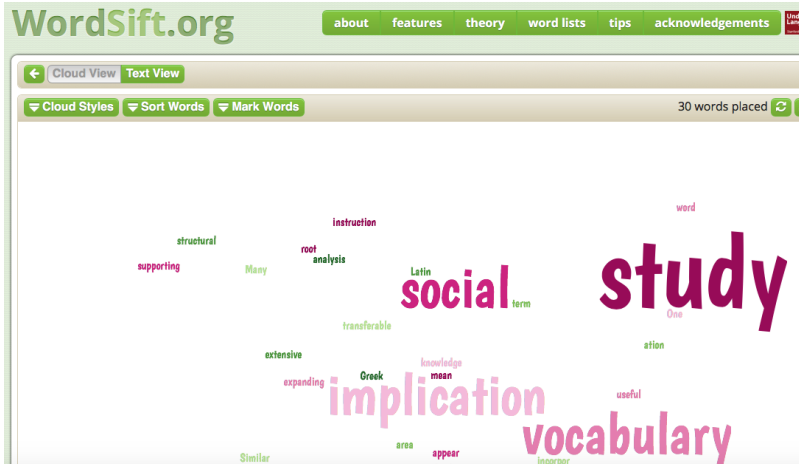 WordSift.org
about features theory word lists tips acknowledgements
Cloud View Text View
Cloud Styles Sort Words Mark Words 30 words placed
word
instruction
study
structural
root
analysis
supporting
Many
Latin
social
term
One
transferable
ation
extensive
knowledge
Greek mean
expanding
implication
useful
vocabulary
area
appear
Similar